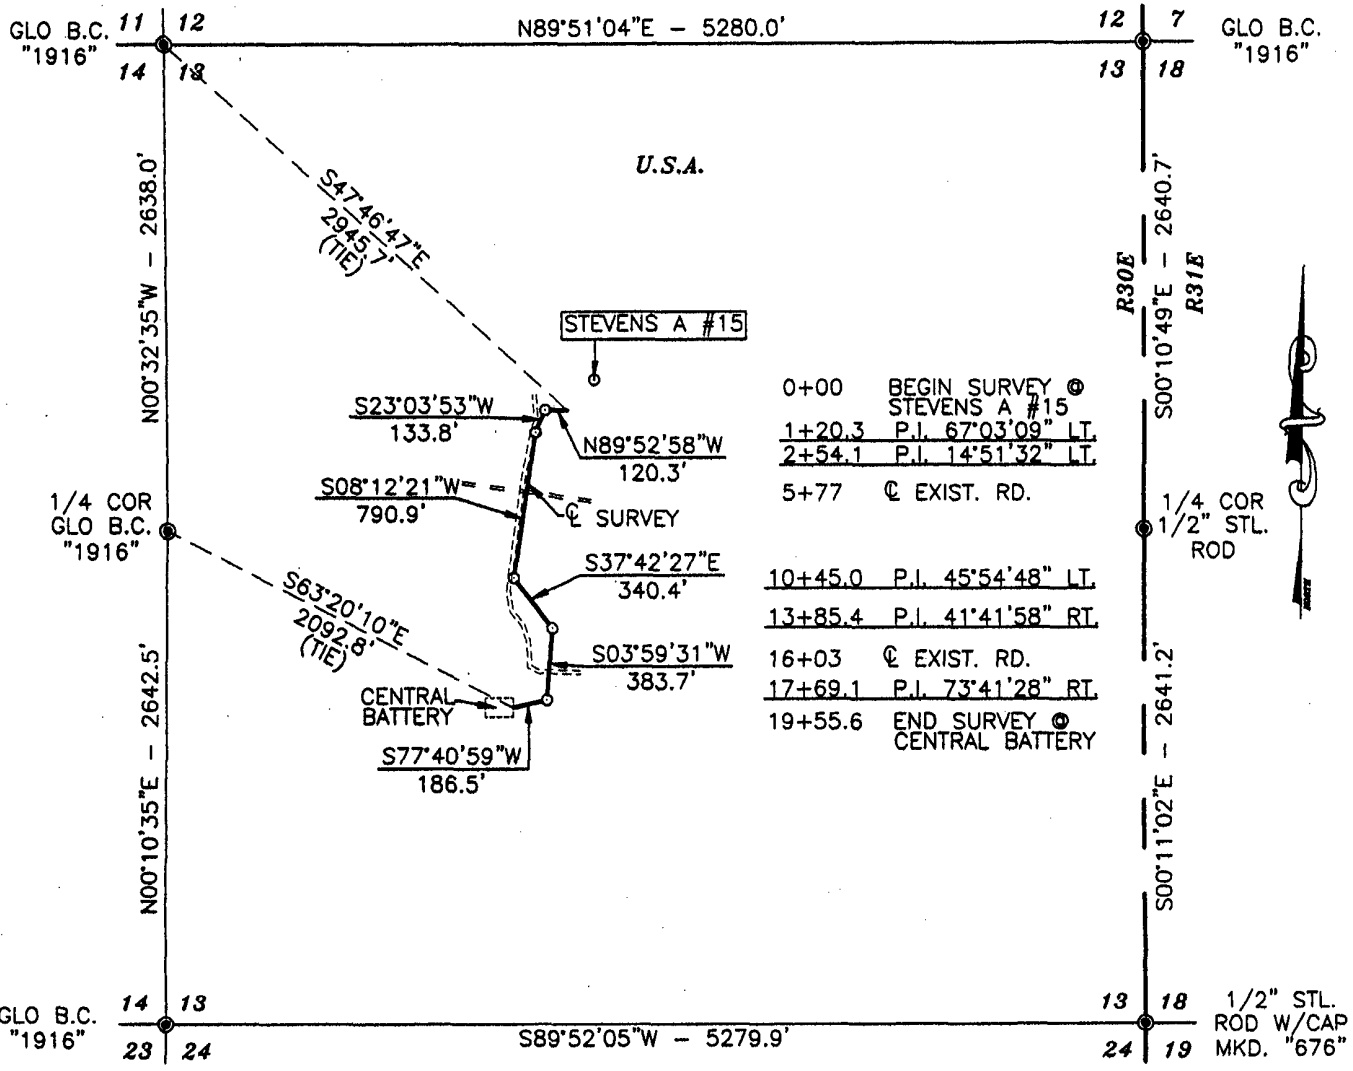 GLO B.C.
"1916"
11 12
14 13
N89°51'04"E - 5280.0'
12 7
13 18
GLO B.C.
"1916"
U.S.A.
N00°32'35"W - 2638.0'
S47°46'47"E
2945.7'
(TIE)
STEVENS A #15
R30E
R31E
S00°10'49"E - 2640.7'
S23°03'53"W
133.8'
N89°52'58"W
120.3'
S08°12'21"W
790.9'
℄ SURVEY
0+00 BEGIN SURVEY @
STEVENS A #15
1+20.3 P.I. 67°03'09" LT.
2+54.1 P.I. 14°51'32" LT.
5+77 ℄ EXIST. RD.
10+45.0 P.I. 45°54'48" LT.
13+85.4 P.I. 41°41'58" RT.
16+03 ℄ EXIST. RD.
17+69.1 P.I. 73°41'28" RT.
19+55.6 END SURVEY @
CENTRAL BATTERY
1/4 COR
GLO B.C.
"1916"
1/4 COR
1/2" STL.
ROD
NORTH
S63°20'10"E
2092.8'
(TIE)
S37°42'27"E
340.4'
S03°59'31"W
383.7'
CENTRAL
BATTERY
S77°40'59"W
186.5'
N00°10'35"E - 2642.5'
S00°11'02"E - 2641.2'
GLO B.C.
"1916"
14 13
23 24
S89°52'05"W - 5279.9'
13 18
24 19
1/2" STL.
ROD W/CAP
MKD. "676"